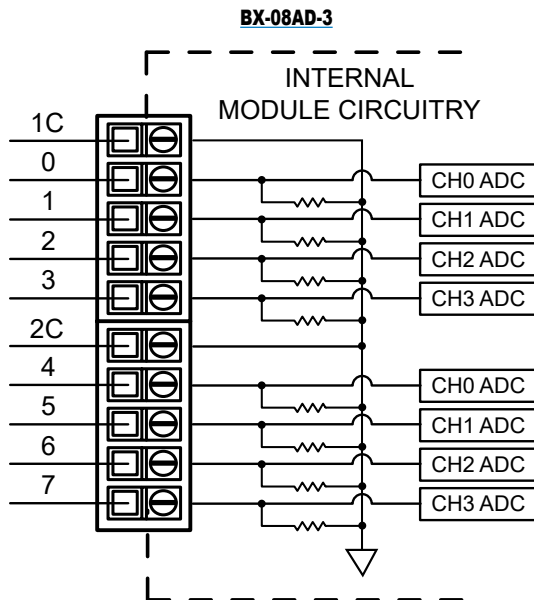 BX-08AD-3
INTERNAL
MODULE CIRCUITRY
1C
0
CH0 ADC
1
CH1 ADC
2
CH2 ADC
3
CH3 ADC
2C
4
CH0 ADC
5
CH1 ADC
6
CH2 ADC
7
CH3 ADC